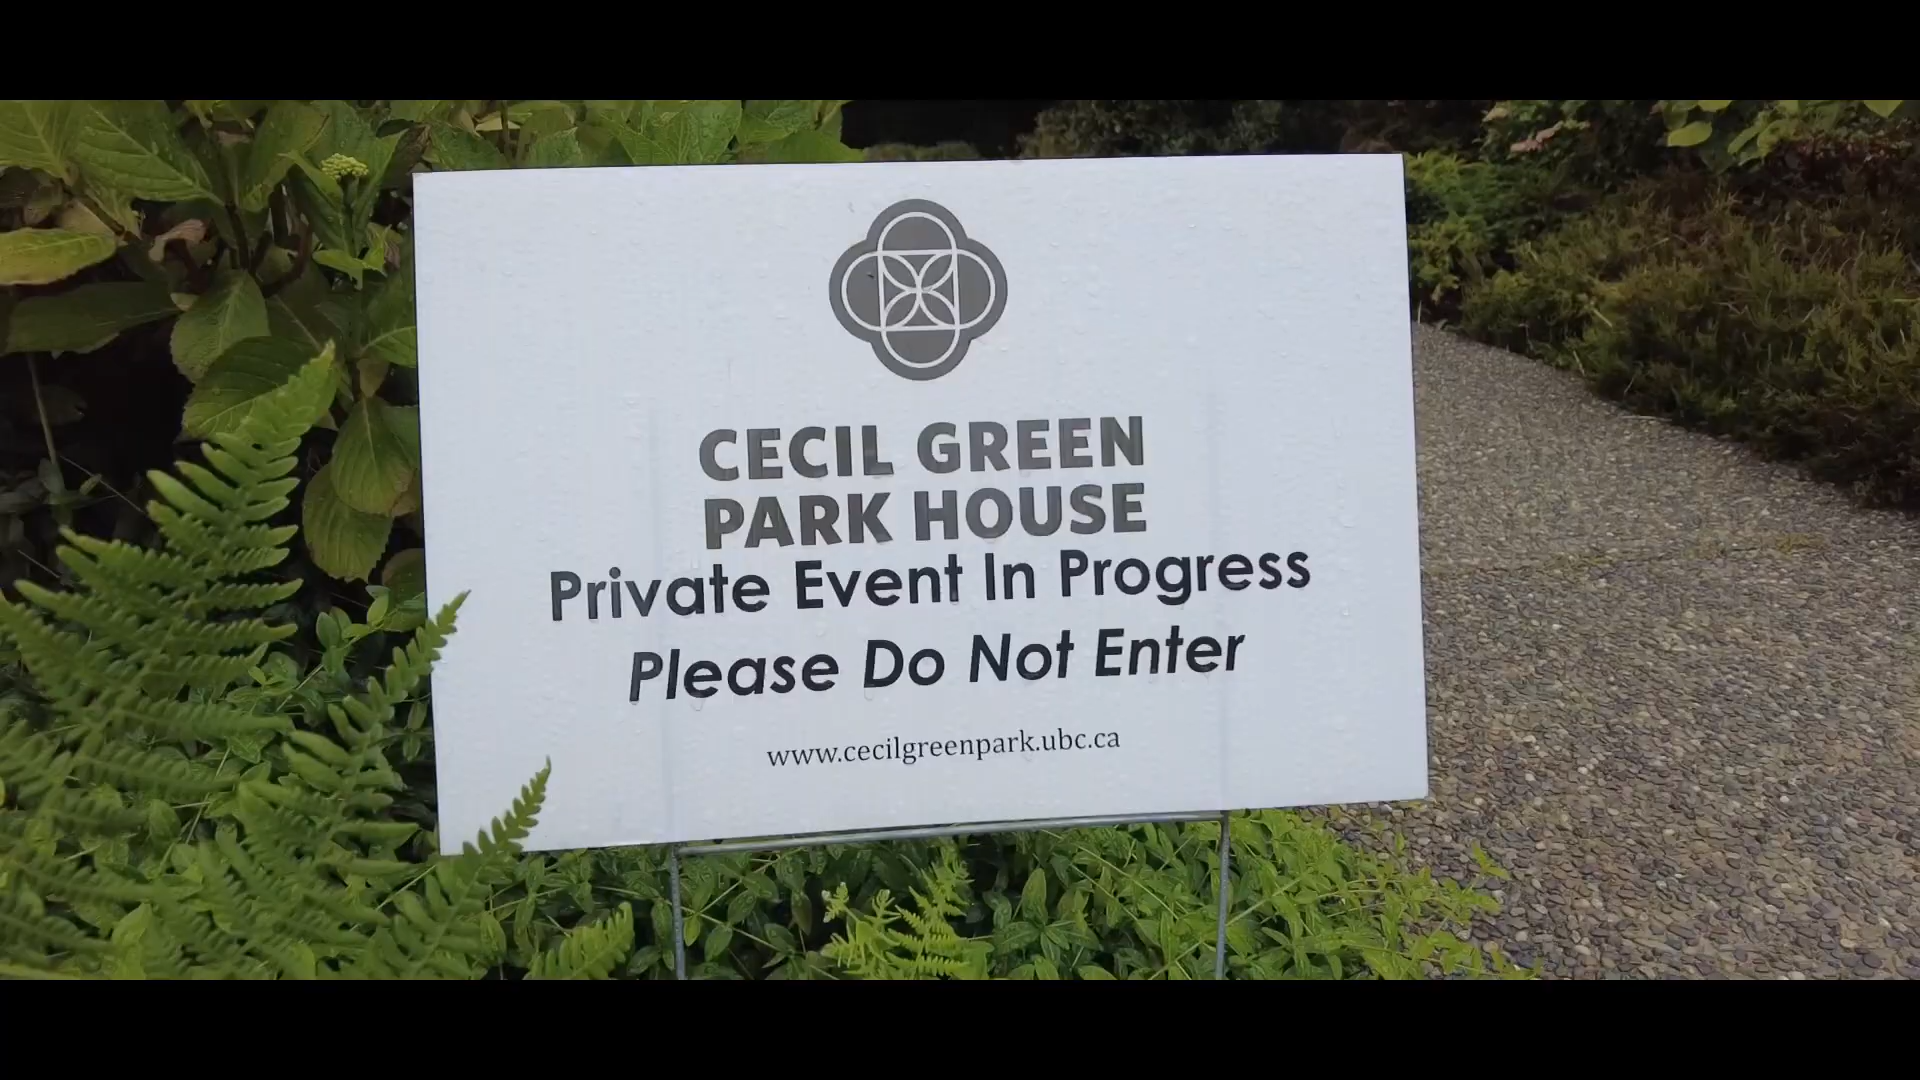 CECIL GREEN
PARK HOUSE
Private Event In Progress
Please Do Not Enter
www.cecilgreenpark.ubc.ca